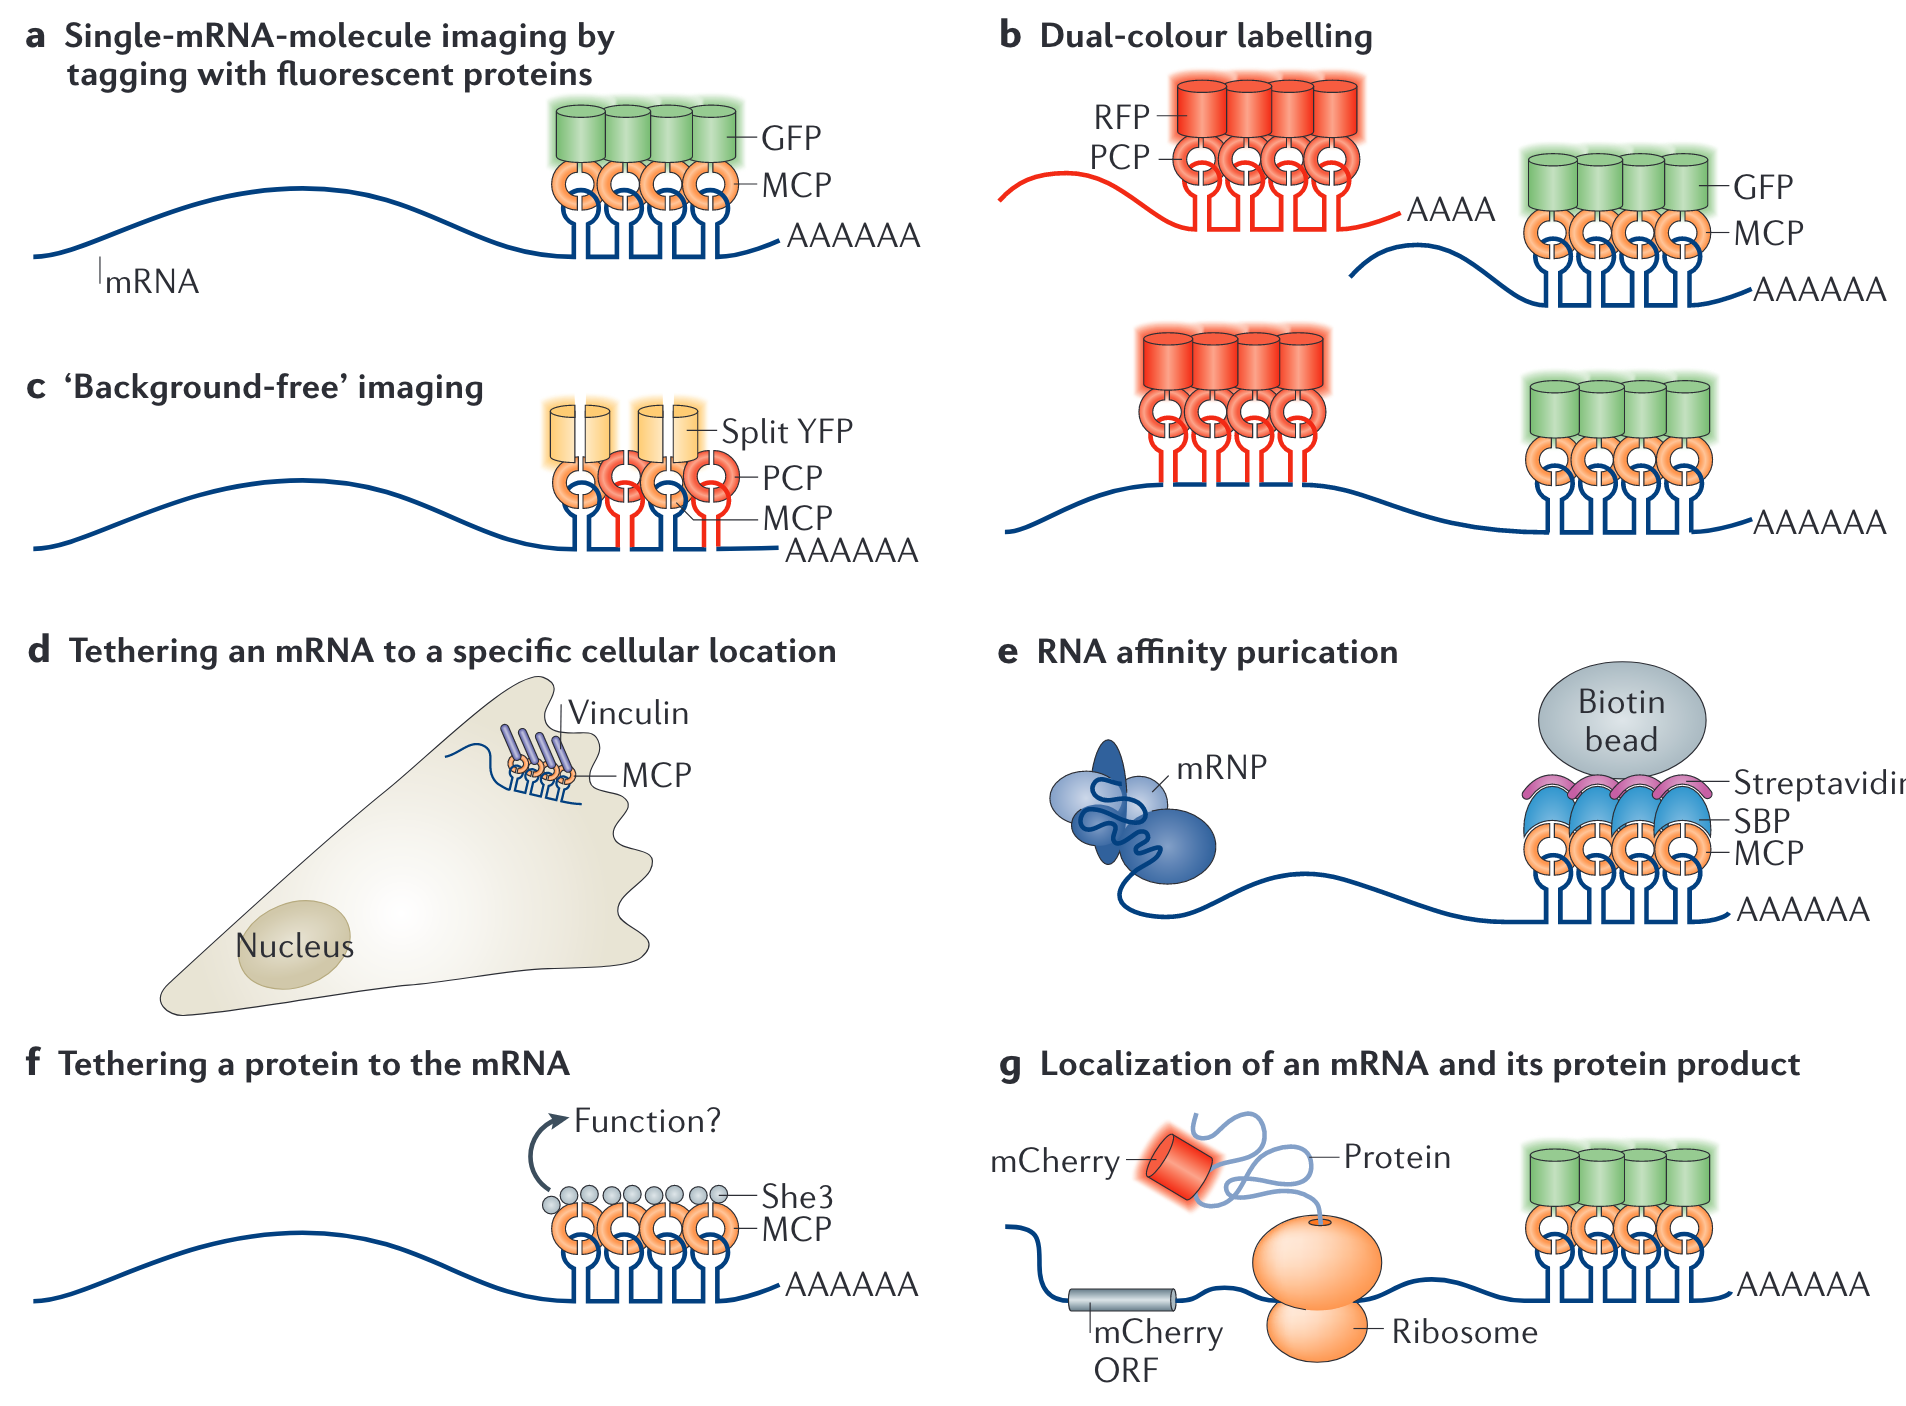 a Single-mRNA-molecule imaging by
tagging with fluorescent proteins
GFP
MCP
AAAAAA
mRNA
b Dual-colour labelling
RFP
PCP
AAAA
GFP
MCP
AAAAAA
AAAAAA
c ‘Background-free’ imaging
Split YFP
PCP
MCP
AAAAAA
d Tethering an mRNA to a specific cellular location
Vinculin
MCP
Nucleus
e RNA affinity purication
Biotin
bead
mRNP
Streptavidin
SBP
MCP
AAAAAA
f Tethering a protein to the mRNA
Function?
She3
MCP
AAAAAA
g Localization of an mRNA and its protein product
mCherry
Protein
AAAAAA
mCherry
ORF
Ribosome